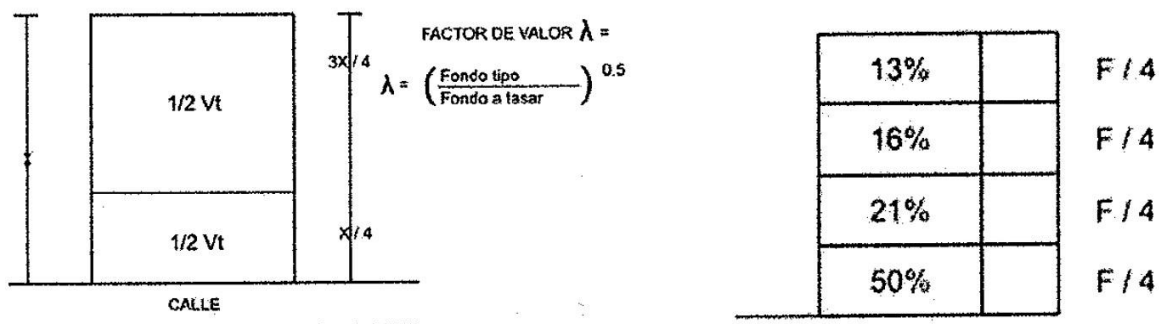 FACTOR DE VALOR λ =
λ = (Fondo tipo / Fondo a tasar) 0.5
3X/4
1/2 Vt
X
1/2 Vt
X/4
CALLE
13% F/4
16% F/4
21% F/4
50% F/4